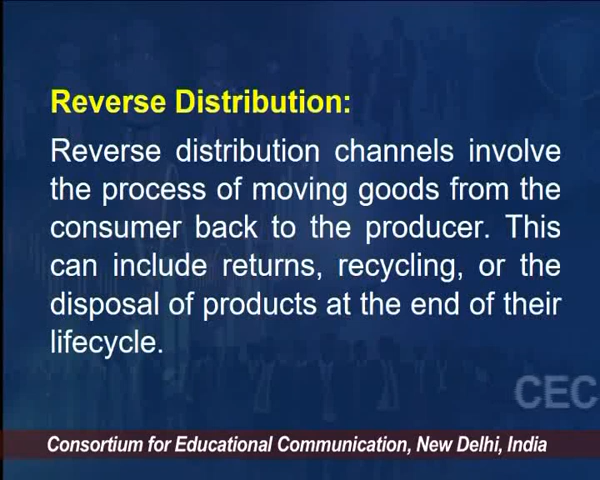 Reverse Distribution:
Reverse distribution channels involve
the process of moving goods from the
consumer back to the producer. This
can include returns, recycling, or the
disposal of products at the end of their
lifecycle.
CEC
Consortium for Educational Communication, New Delhi, India